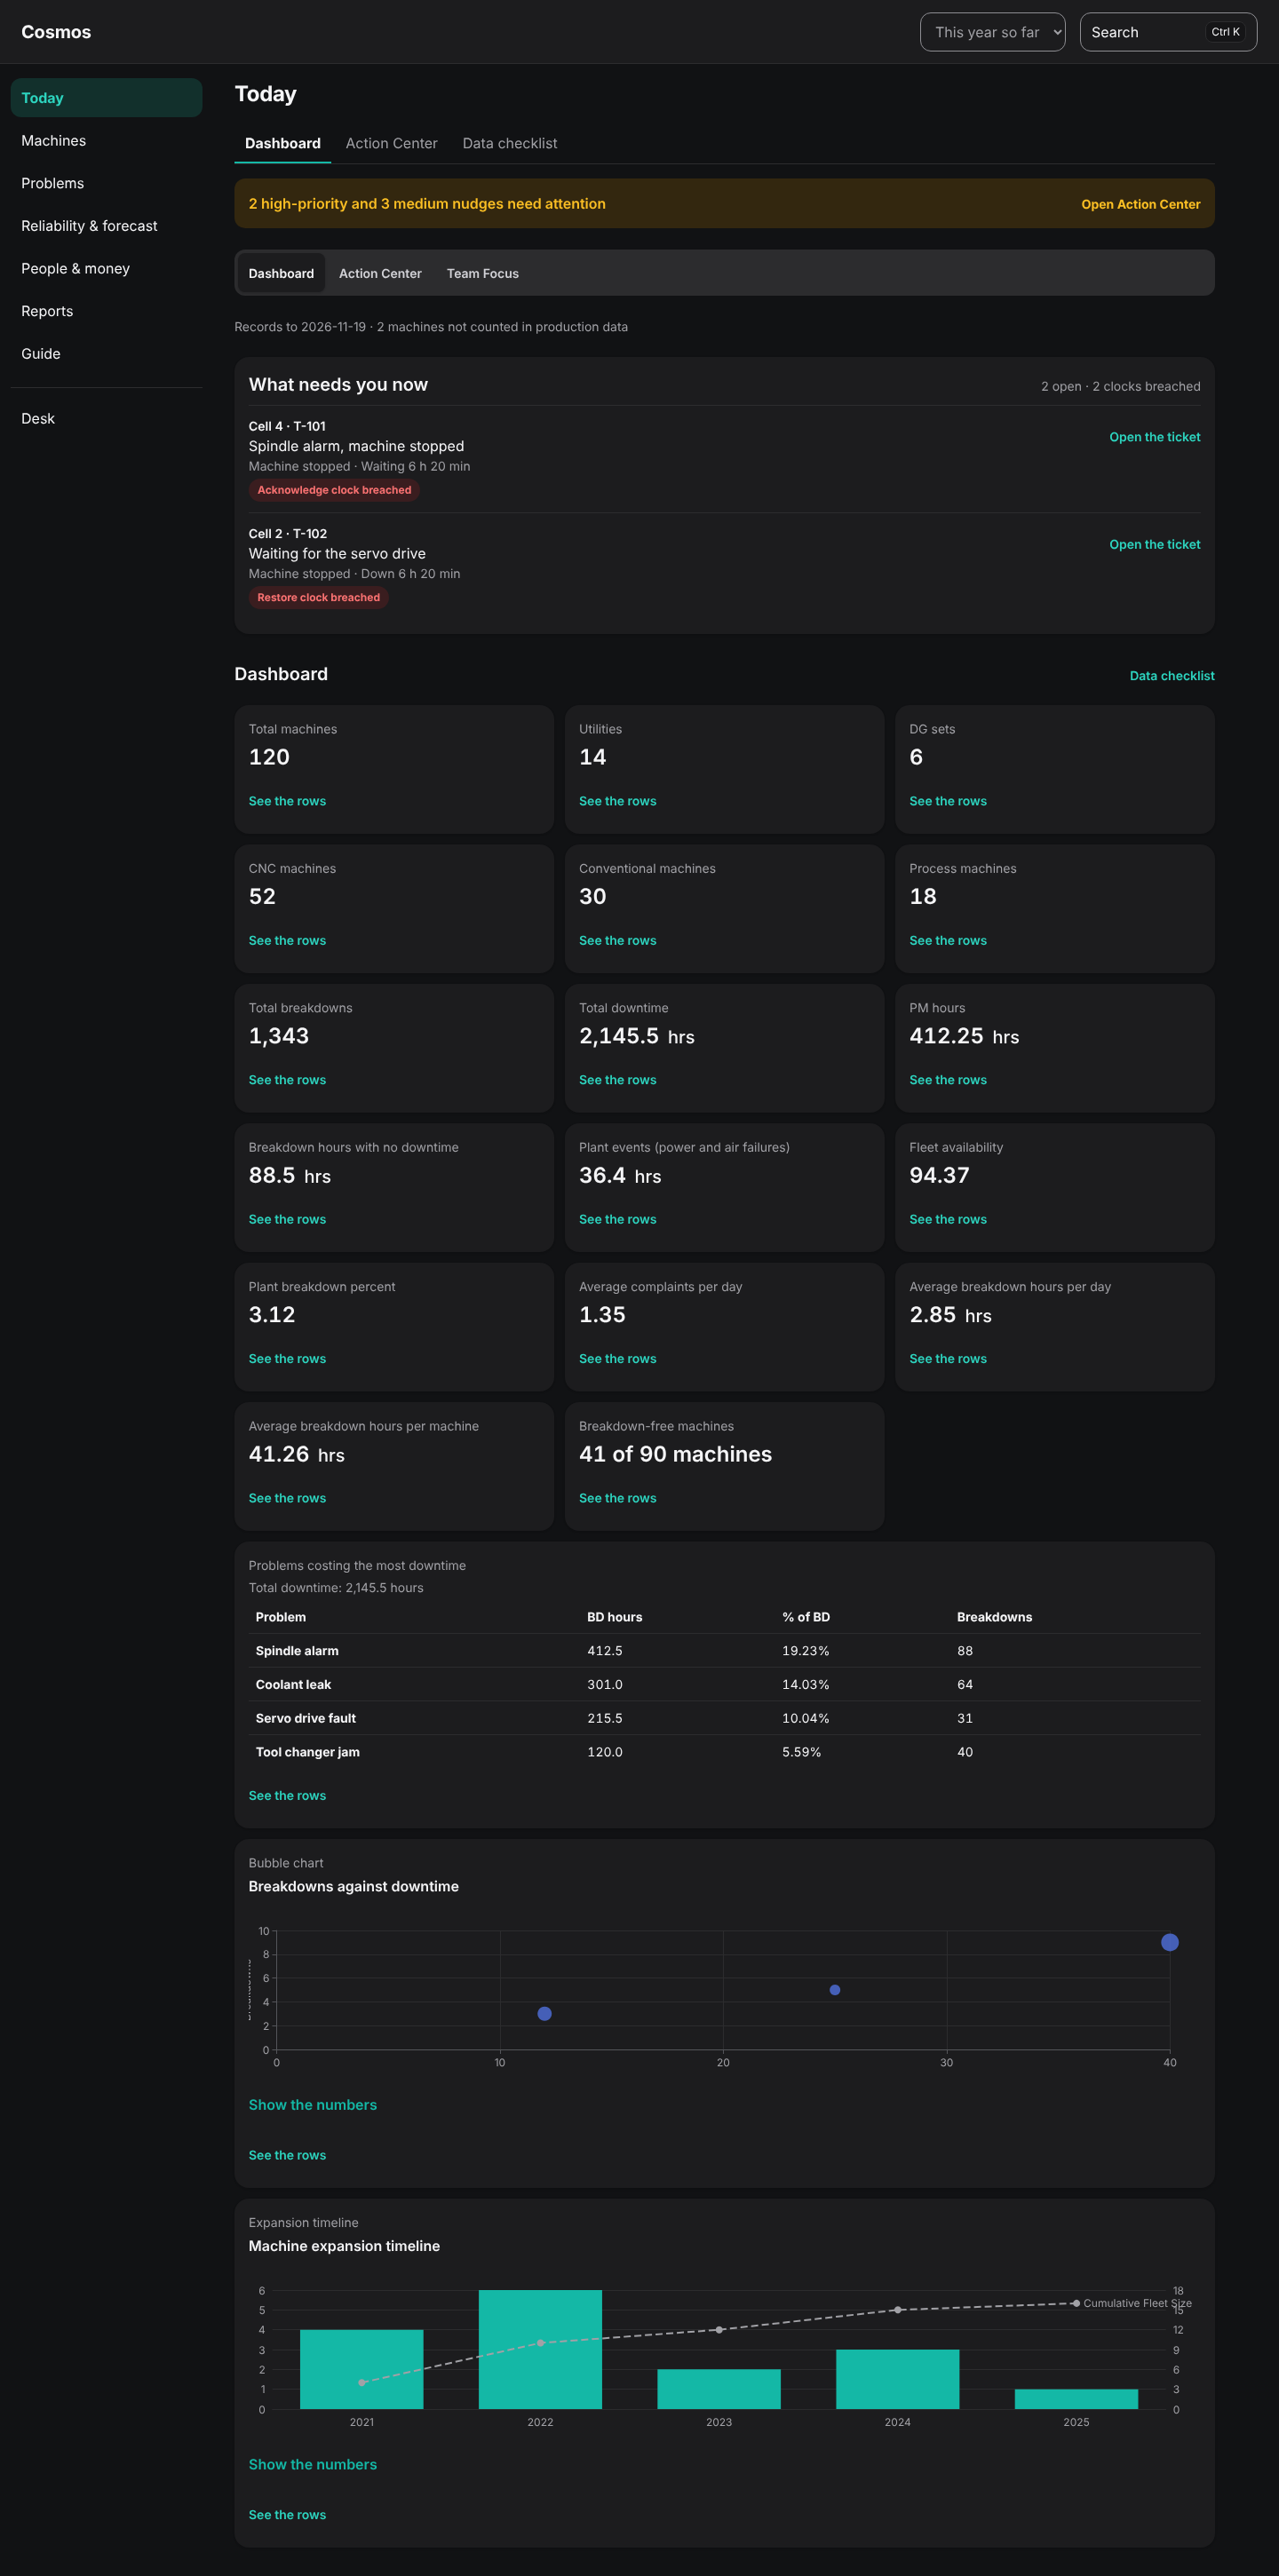 Cosmos
This year so far
Search
Ctrl K
Today
Machines
Problems
Reliability & forecast
People & money
Reports
Guide
Desk
Today
Dashboard
Action Center
Data checklist
2 high-priority and 3 medium nudges need attention
Open Action Center
Dashboard
Action Center
Team Focus
Records to 2026-11-19 · 2 machines not counted in production data
What needs you now
2 open · 2 clocks breached
Cell 4 · T-101
Spindle alarm, machine stopped
Machine stopped · Waiting 6 h 20 min
Acknowledge clock breached
Open the ticket
Cell 2 · T-102
Waiting for the servo drive
Machine stopped · Down 6 h 20 min
Restore clock breached
Open the ticket
Dashboard
Data checklist
Total machines
120
See the rows
Utilities
14
See the rows
DG sets
6
See the rows
CNC machines
52
See the rows
Conventional machines
30
See the rows
Process machines
18
See the rows
Total breakdowns
1,343
See the rows
Total downtime
2,145.5 hrs
See the rows
PM hours
412.25 hrs
See the rows
Breakdown hours with no downtime
88.5 hrs
See the rows
Plant events (power and air failures)
36.4 hrs
See the rows
Fleet availability
94.37
See the rows
Plant breakdown percent
3.12
See the rows
Average complaints per day
1.35
See the rows
Average breakdown hours per day
2.85 hrs
See the rows
Average breakdown hours per machine
41.26 hrs
See the rows
Breakdown-free machines
41 of 90 machines
See the rows
Problems costing the most downtime
Total downtime: 2,145.5 hours
Problem BD hours % of BD Breakdowns
Spindle alarm 412.5 19.23% 88
Coolant leak 301.0 14.03% 64
Servo drive fault 215.5 10.04% 31
Tool changer jam 120.0 5.59% 40
See the rows
Bubble chart
Breakdowns against downtime
10
8
6
4
2
0
0 10 20 30 40
Show the numbers
See the rows
Expansion timeline
Machine expansion timeline
6
5
4
3
2
1
0
18
Cumulative Fleet Size
15
12
9
6
3
0
2021 2022 2023 2024 2025
Show the numbers
See the rows